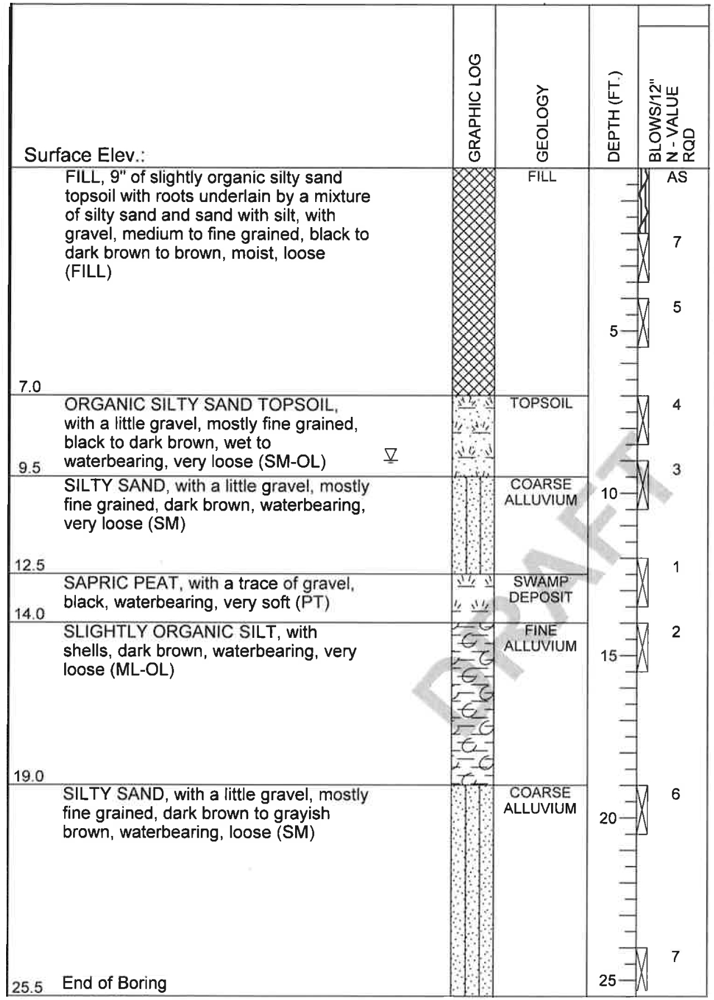 GRAPHIC LOG
GEOLOGY
DEPTH (FT.)
BLOWS/12"
N - VALUE
RQD
Surface Elev.:
FILL, 9" of slightly organic silty sand
topsoil with roots underlain by a mixture
of silty sand and sand with silt, with
gravel, medium to fine grained, black to
dark brown to brown, moist, loose
(FILL)
FILL
AS
7
5
5
7.0
ORGANIC SILTY SAND TOPSOIL,
with a little gravel, mostly fine grained,
black to dark brown, wet to
waterbearing, very loose (SM-OL)
TOPSOIL
4
9.5
3
SILTY SAND, with a little gravel, mostly
fine grained, dark brown, waterbearing,
very loose (SM)
COARSE
ALLUVIUM
10
12.5
1
SAPRIC PEAT, with a trace of gravel,
black, waterbearing, very soft (PT)
SWAMP
DEPOSIT
14.0
SLIGHTLY ORGANIC SILT, with
shells, dark brown, waterbearing, very
loose (ML-OL)
FINE
ALLUVIUM
2
15
19.0
SILTY SAND, with a little gravel, mostly
fine grained, dark brown to grayish
brown, waterbearing, loose (SM)
COARSE
ALLUVIUM
6
20
7
25
25.5 End of Boring
DRAFT